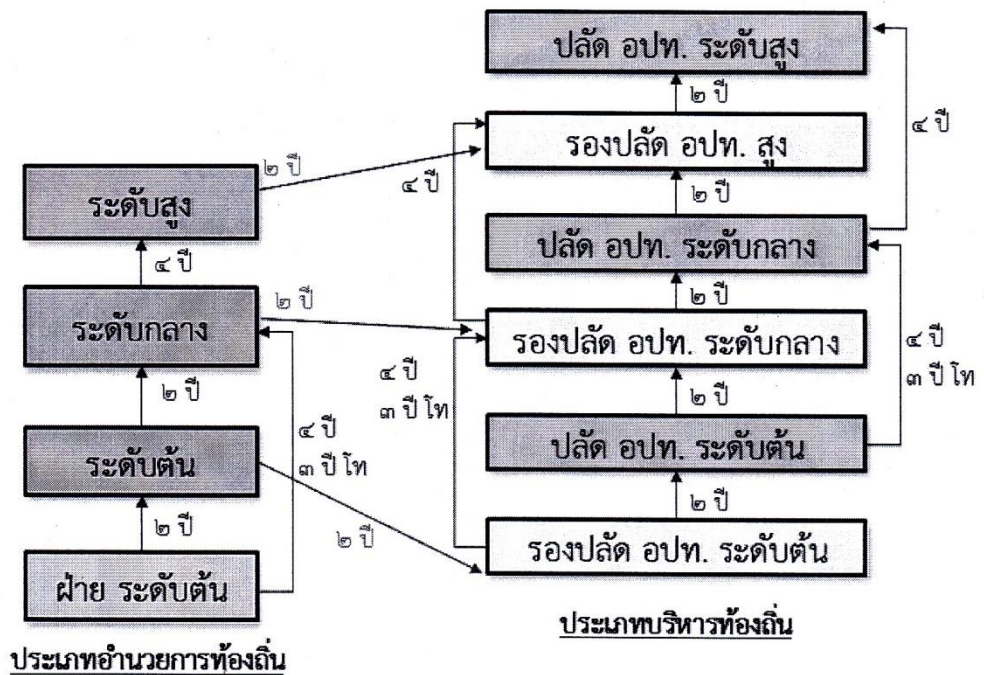 ปลัด อปท. ระดับสูง
๒ ปี
๔ ปี
รองปลัด อปท. สูง
๒ ปี
๔ ปี
ระดับสูง
๒ ปี
ปลัด อปท. ระดับกลาง
๔ ปี
๒ ปี
๒ ปี
ระดับกลาง
รองปลัด อปท. ระดับกลาง
๔ ปี
๓ ปี โท
๔ ปี
๓ ปี โท
๒ ปี
๒ ปี
๔ ปี
๓ ปี โท
ระดับต้น
ปลัด อปท. ระดับต้น
๒ ปี
๒ ปี
๒ ปี
ฝ่าย ระดับต้น
รองปลัด อปท. ระดับต้น
ประเภทอำนวยการท้องถิ่น
ประเภทบริหารท้องถิ่น